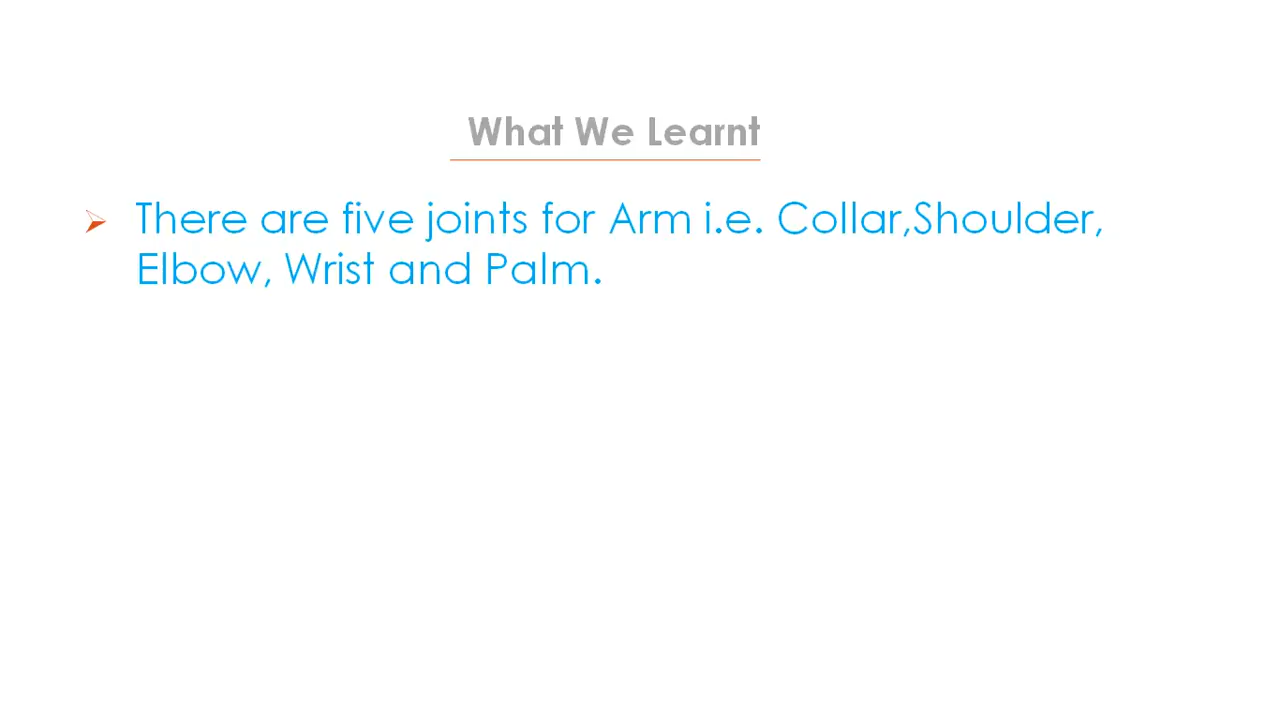 What We Learnt
There are five joints for Arm i.e. Collar,Shoulder,
Elbow, Wrist and Palm.